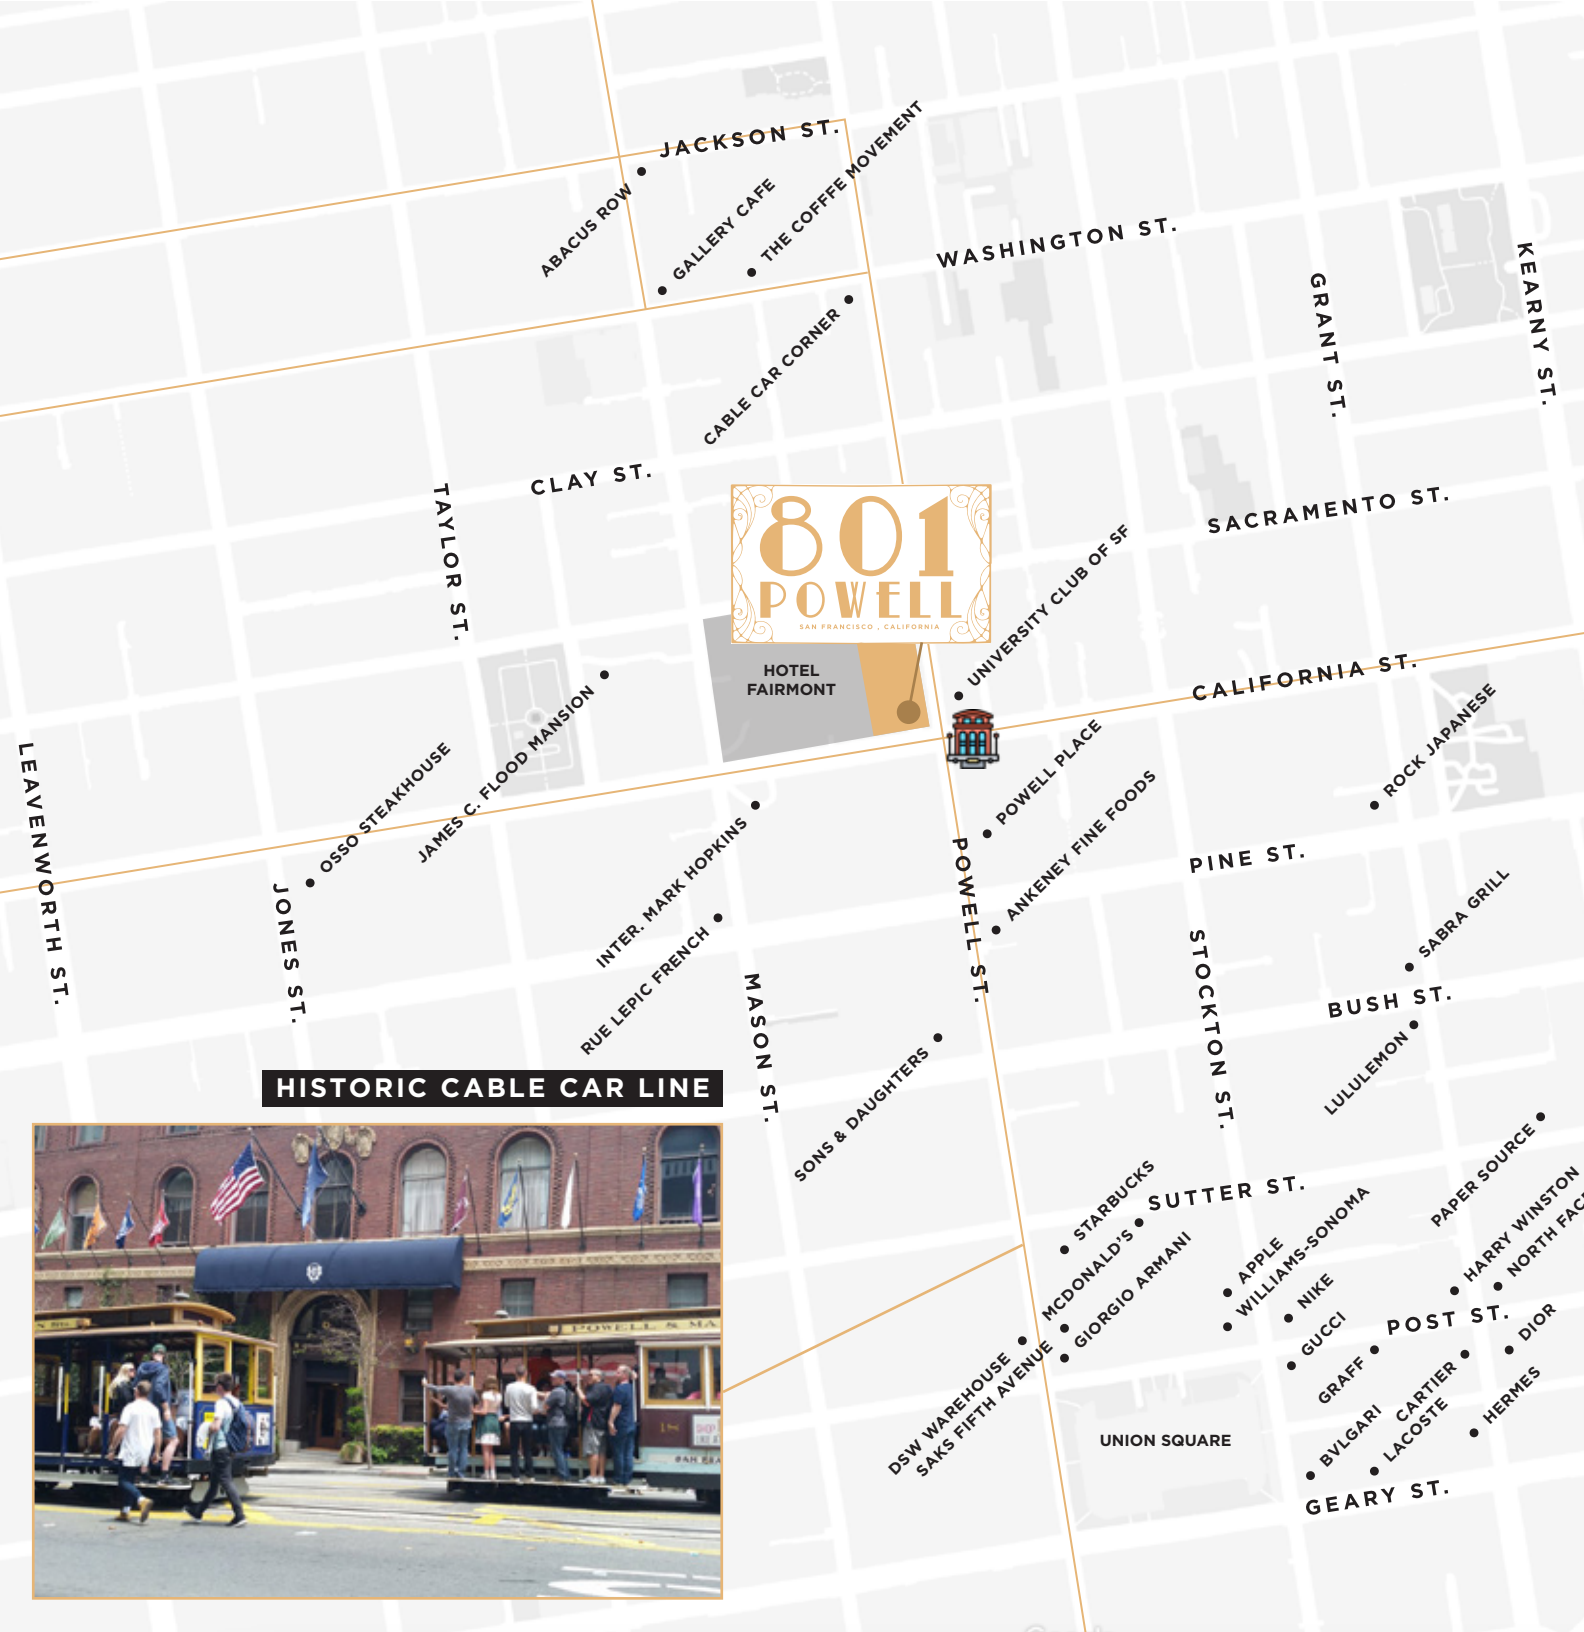 JACKSON ST.
ABACUS ROW
GALLERY CAFE
THE COFFFE MOVEMENT
WASHINGTON ST.
GRANT ST.
KEARNY ST.
CABLE CAR CORNER
CLAY ST.
TAYLOR ST.
801
POWELL
SAN FRANCISCO , CALIFORNIA
SACRAMENTO ST.
UNIVERSITY CLUB OF SF
HOTEL
FAIRMONT
CALIFORNIA ST.
ROCK JAPANESE
JAMES C. FLOOD MANSION
OSSO STEAKHOUSE
LEAVENWORTH ST.
JONES ST.
INTER. MARK HOPKINS
RUE LEPIC FRENCH
POWELL PLACE
ANKENEY FINE FOODS
POWELL ST.
PINE ST.
STOCKTON ST.
SABRA GRILL
BUSH ST.
LULULEMON
MASON ST.
SONS & DAUGHTERS
HISTORIC CABLE CAR LINE
POWELL & MA
PAPER SOURCE
STARBUCKS
SUTTER ST.
MCDONALD'S
GIORGIO ARMANI
APPLE
WILLIAMS-SONOMA
NIKE
GUCCI
HARRY WINSTON
NORTH FAC
POST ST.
DIOR
GRAFF
CARTIER
LACOSTE
HERMES
BVLGARI
DSW WAREHOUSE
SAKS FIFTH AVENUE
UNION SQUARE
GEARY ST.